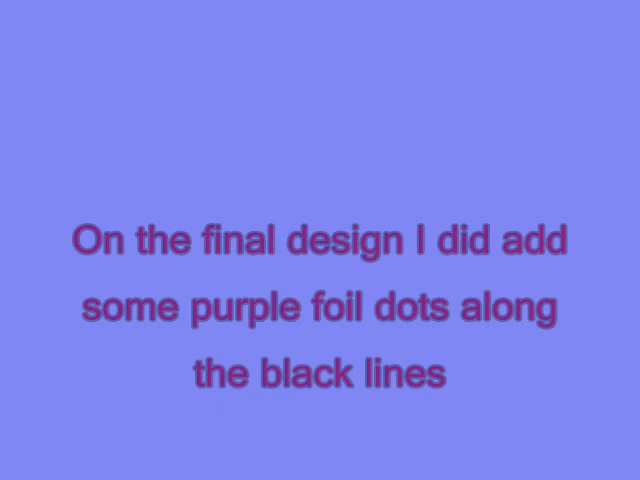 On the final design I did add
some purple foil dots along
the black lines